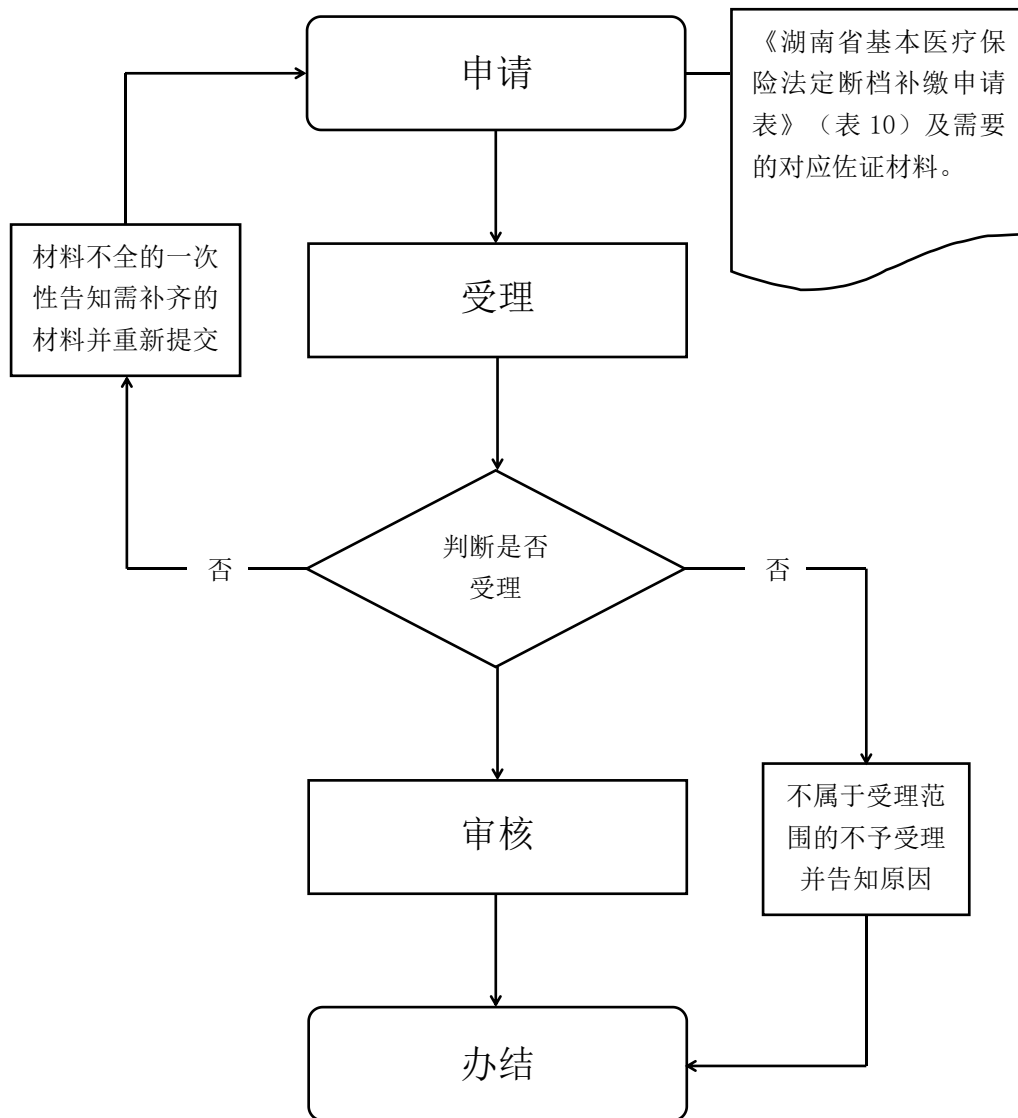 申请
《湖南省基本医疗保
险法定断档补缴申请
表》（表 10）及需要
的对应佐证材料。
材料不全的一次
性告知需补齐的
材料并重新提交
受理
判断是否
受理
否
否
审核
不属于受理范
围的不予受理
并告知原因
办结